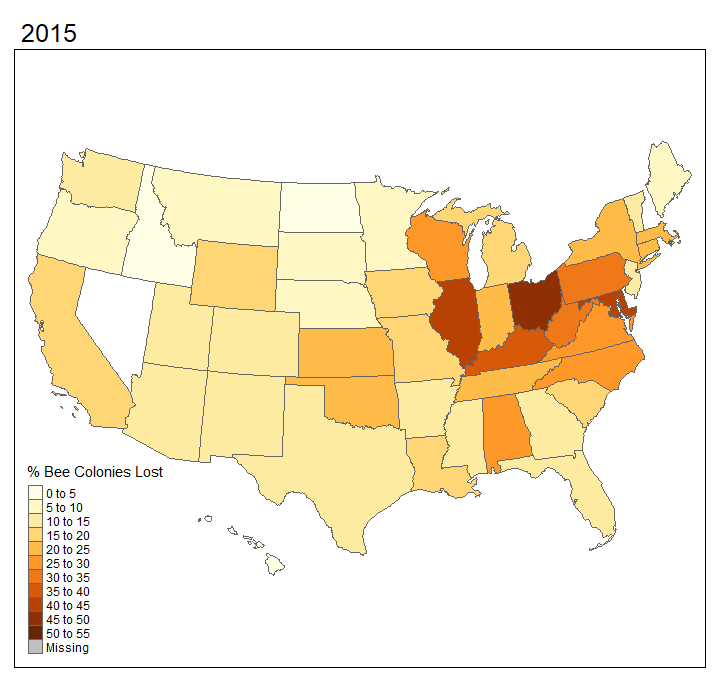 2015
% Bee Colonies Lost
0 to 5
5 to 10
10 to 15
15 to 20
20 to 25
25 to 30
30 to 35
35 to 40
40 to 45
45 to 50
50 to 55
Missing